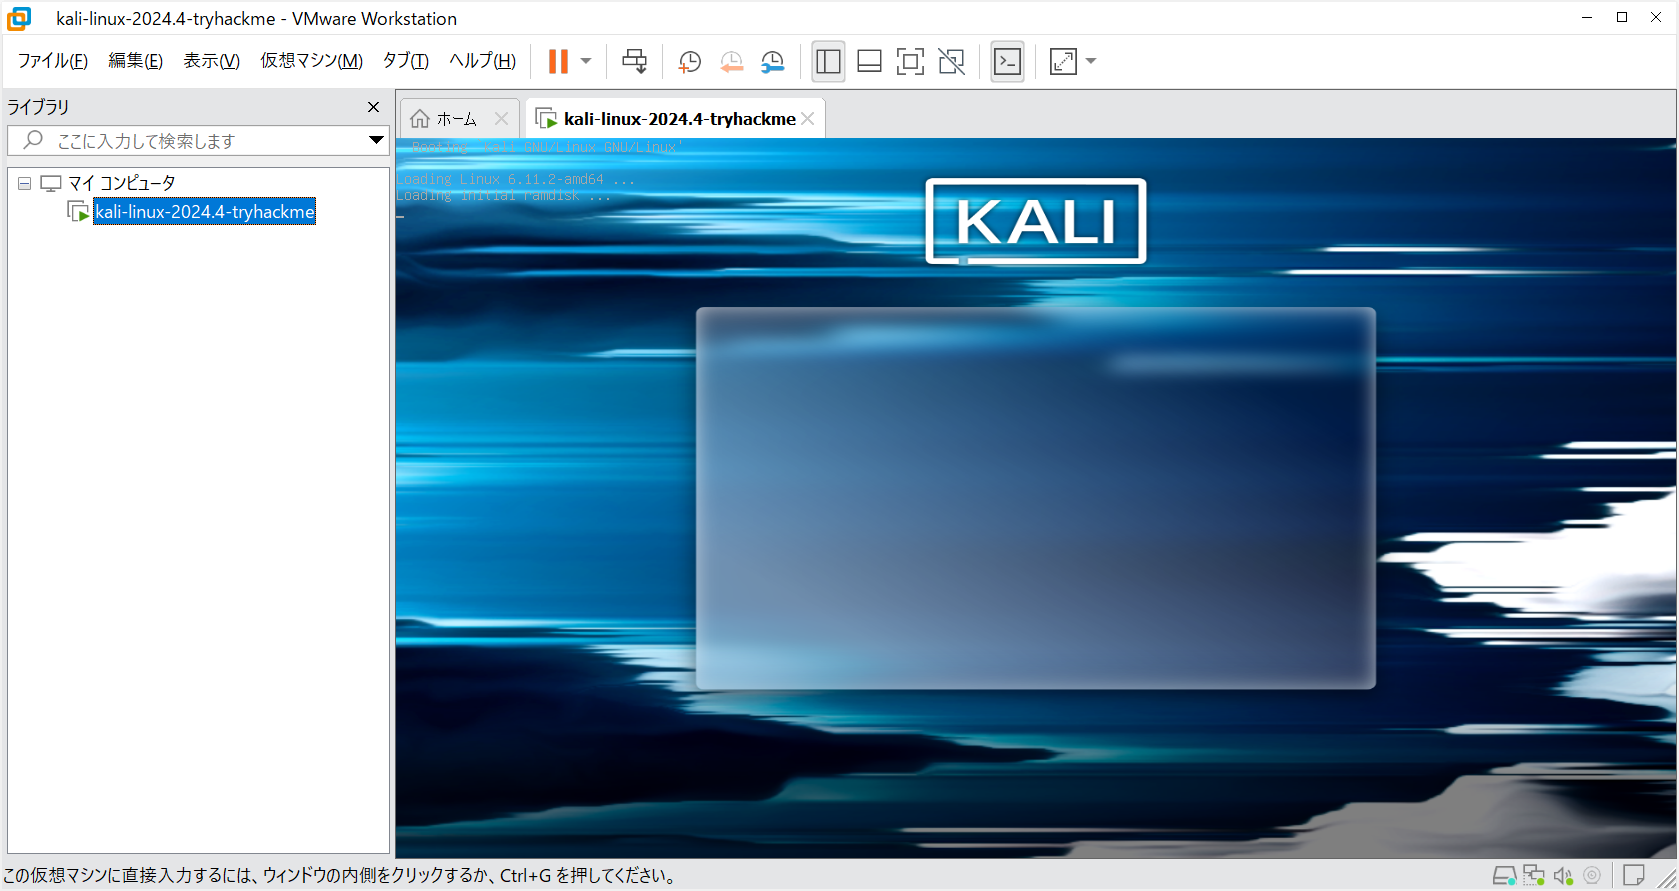 kali-linux-2024.4-tryhackme - VMware Workstation
ファイル(F) 編集(E) 表示(V) 仮想マシン(M) タブ(T) ヘルプ(H)
ライブラリ
ここに入力して検索します
マイ コンピュータ
kali-linux-2024.4-tryhackme
ホーム
kali-linux-2024.4-tryhackme
Booting `Kali GNU/Linux GNU/Linux'
Loading Linux 6.11.2-amd64 ...
Loading initial ramdisk ...
KALI
この仮想マシンに直接入力するには、ウィンドウの内側をクリックするか、Ctrl+G を押してください。